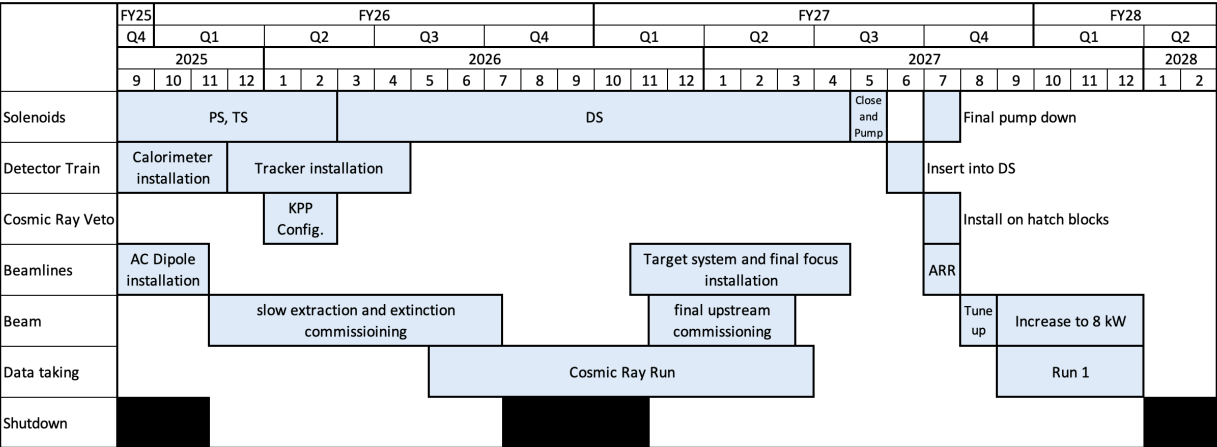 FY25 FY26 FY27 FY28
Q4 Q1 Q2 Q3 Q4 Q1 Q2 Q3 Q4 Q1 Q2
2025 2026 2027 2028
9 10 11 12 1 2 3 4 5 6 7 8 9 10 11 12 1 2 3 4 5 6 7 8 9 10 11 12 1 2
Solenoids
PS, TS
DS
Close
and
Pump
Final pump down
Detector Train
Calorimeter
installation
Tracker installation
Insert into DS
Cosmic Ray Veto
KPP
Config.
Install on hatch blocks
Beamlines
AC Dipole
installation
Target system and final focus
installation
ARR
Beam
slow extraction and extinction
commissioining
final upstream
commissioning
Tune
up
Increase to 8 kW
Data taking
Cosmic Ray Run
Run 1
Shutdown